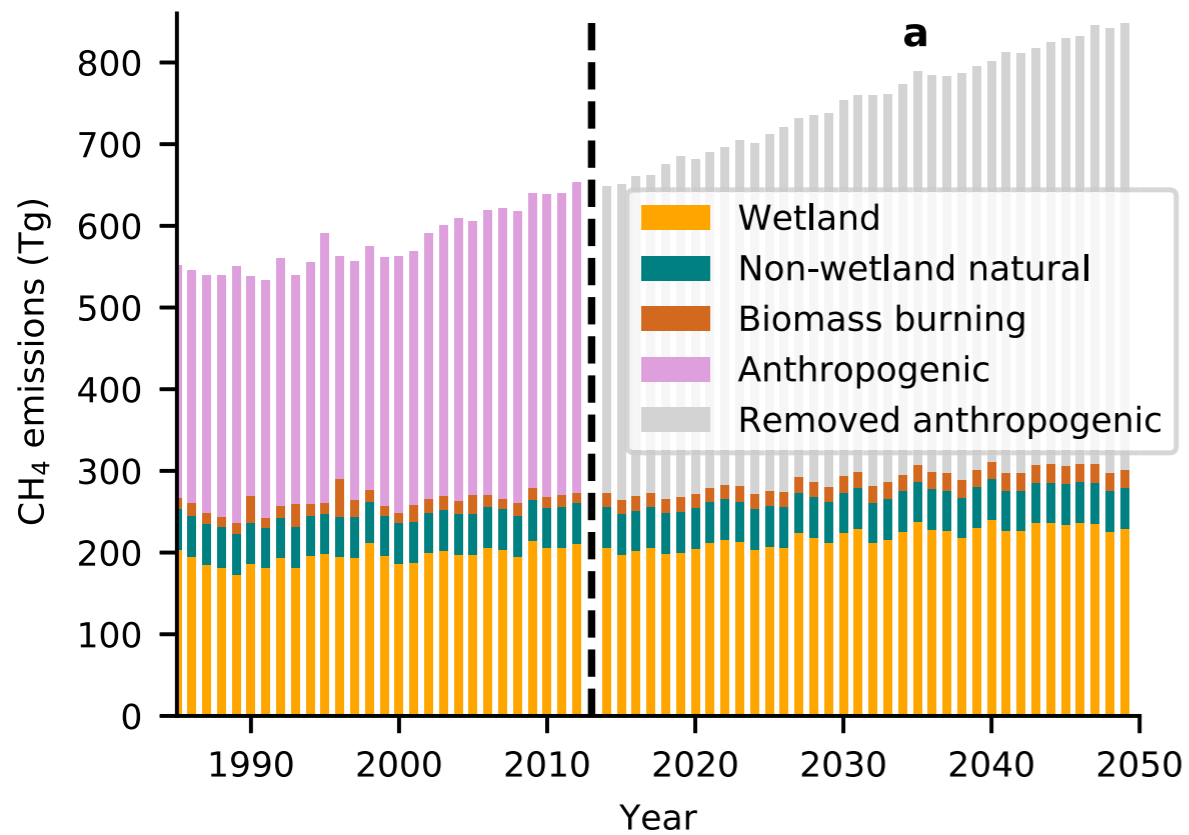 a
800
700
600
500
400
300
200
100
0
CH₄ emissions (Tg)
Wetland
Non-wetland natural
Biomass burning
Anthropogenic
Removed anthropogenic
1990 2000 2010 2020 2030 2040 2050
Year